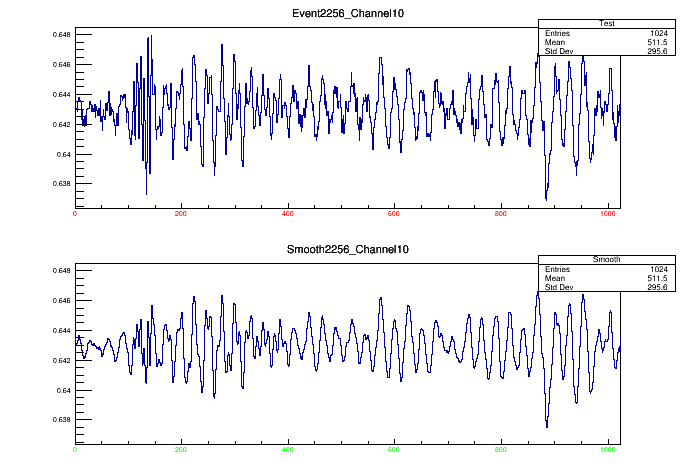 Event2256_Channel10
Test
Entries 1024
Mean 511.5
Std Dev 295.6
0.648
0.646
0.644
0.642
0.64
0.638
0 200 400 600 800 1000
Smooth2256_Channel10
Smooth
Entries 1024
Mean 511.5
Std Dev 295.6
0.648
0.646
0.644
0.642
0.64
0.638
0 200 400 600 800 1000